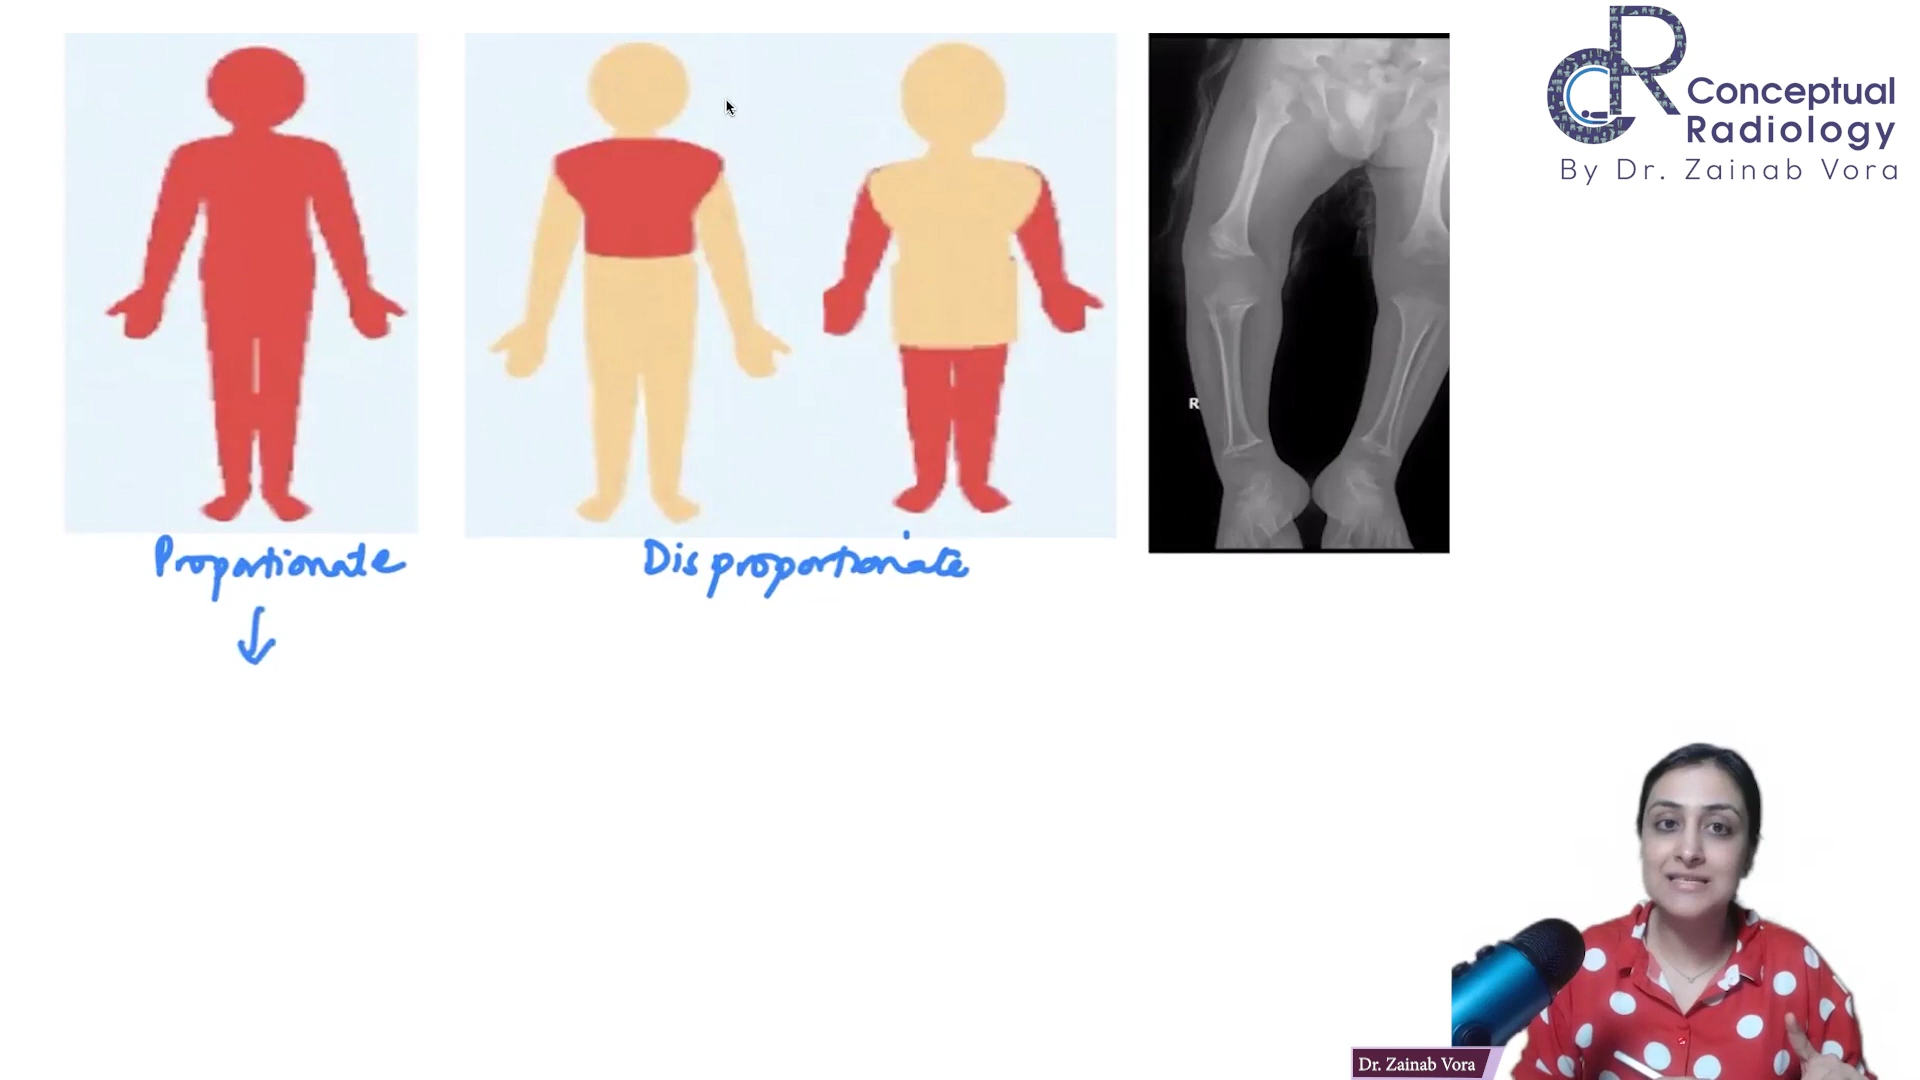 Conceptual
Radiology
By Dr. Zainab Vora
R
Proportionate
Disproportionate
Dr. Zainab Vora